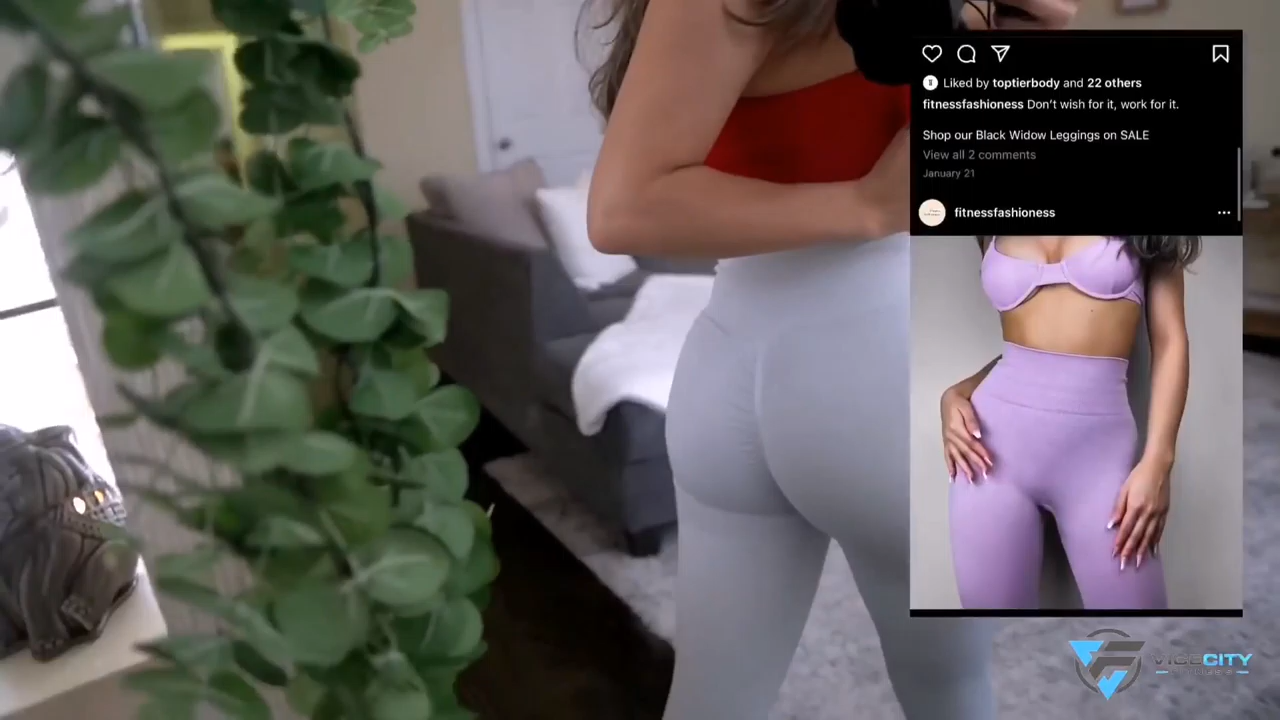 Liked by toptierbody and 22 others
fitnessfashioness Don't wish for it, work for it.
Shop our Black Widow Leggings on SALE
View all 2 comments
January 21
fitnessfashioness
VICECITY